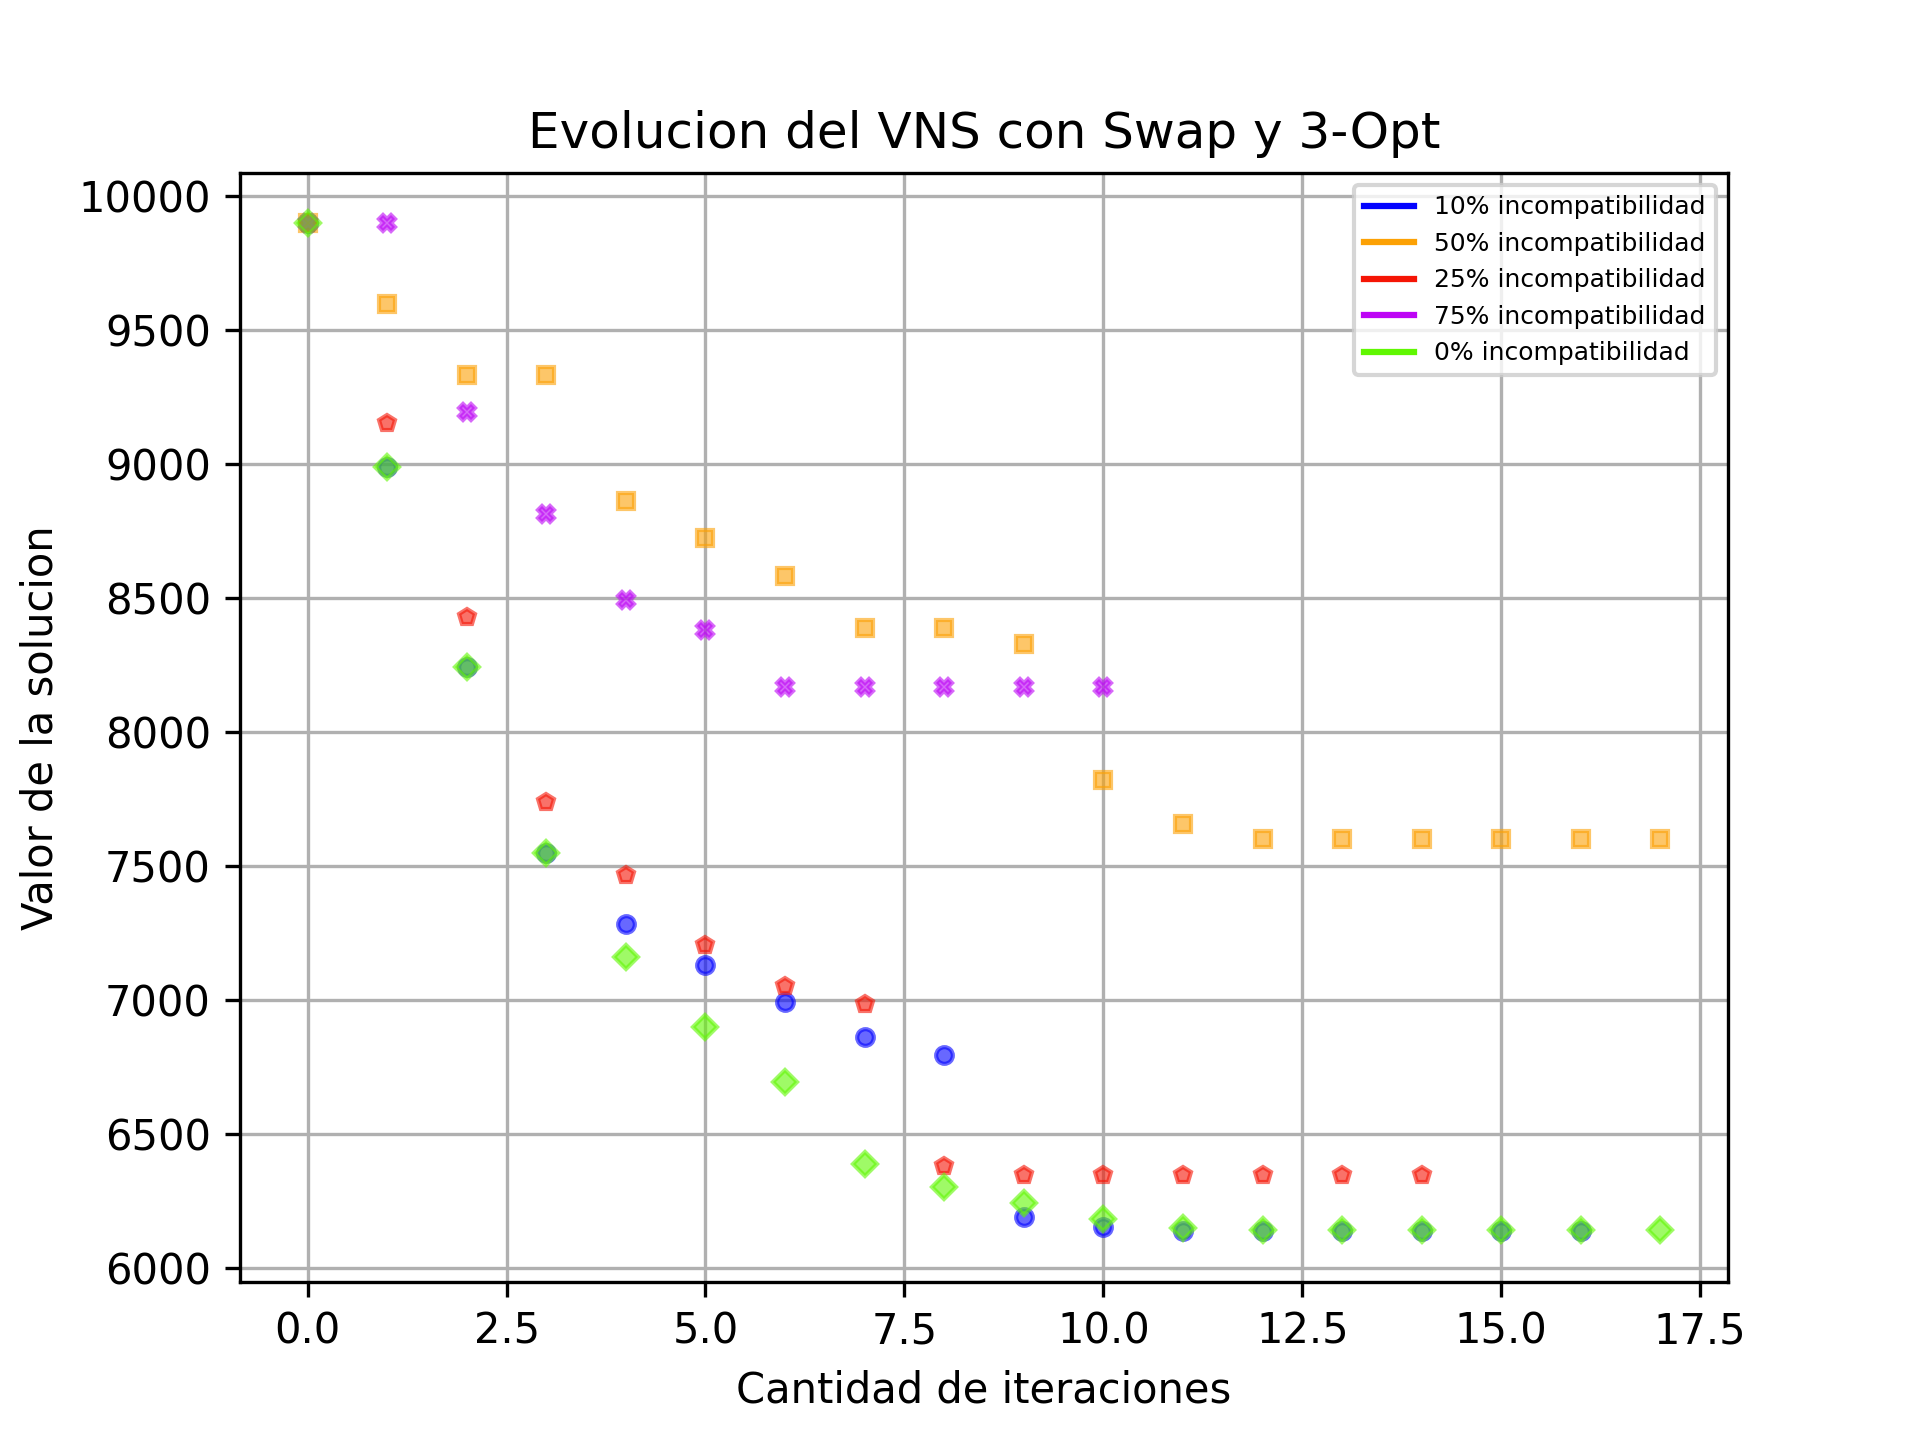 Evolucion del VNS con Swap y 3-Opt
10% incompatibilidad
50% incompatibilidad
25% incompatibilidad
75% incompatibilidad
0% incompatibilidad
Valor de la solucion
10000
9500
9000
8500
8000
7500
7000
6500
6000
0.0 2.5 5.0 7.5 10.0 12.5 15.0 17.5
Cantidad de iteraciones